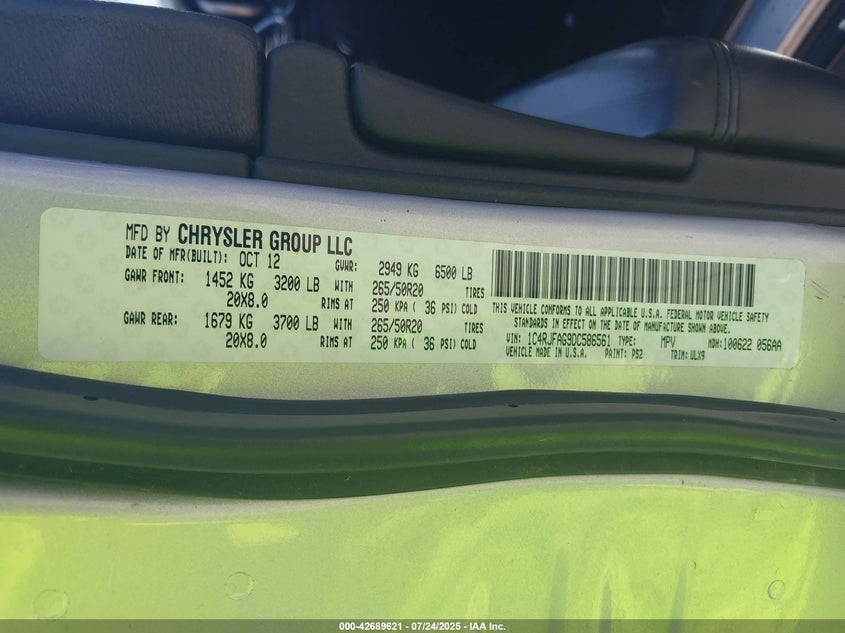 MFD BY CHRYSLER GROUP LLC
DATE OF MFR(BUILT): OCT 12 GVWR: 2949 KG 6500 LB
GAWR FRONT: 1452 KG 3200 LB WITH 265/50R20 TIRES
20X8.0 RIMS AT 250 KPA ( 36 PSI) COLD
GAWR REAR: 1679 KG 3700 LB WITH 265/50R20 TIRES
20X8.0 RIMS AT 250 KPA ( 36 PSI) COLD
THIS VEHICLE CONFORMS TO ALL APPLICABLE U.S.A. FEDERAL MOTOR VEHICLE SAFETY
STANDARDS IN EFFECT ON THE DATE OF MANUFACTURE SHOWN ABOVE.
VIN: 1C4RJFAG9DC586561 TYPE: MPV MDH: 100622 056AA
VEHICLE MADE IN U.S.A. PAINT: PS2 TRIM: ULX9
000-42689621 / 07/24/2025 / IAA Inc.